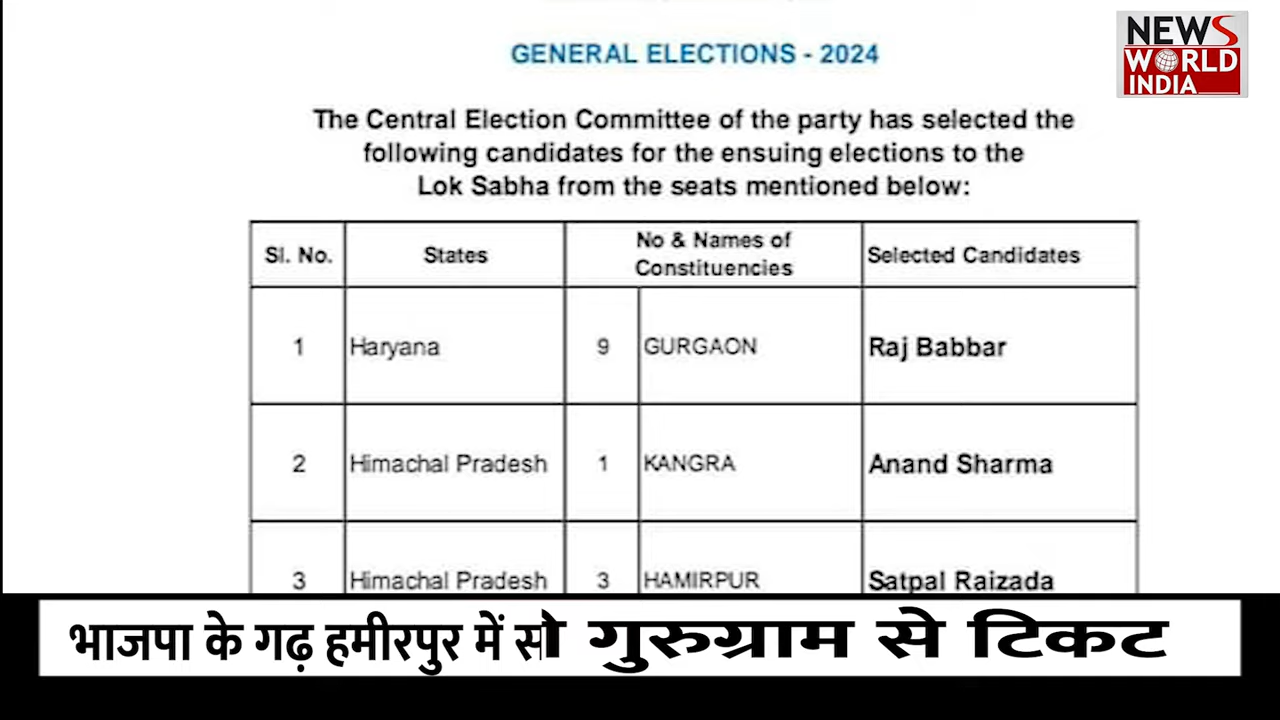 NEWS
WORLD
INDIA
GENERAL ELECTIONS - 2024
The Central Election Committee of the party has selected the
following candidates for the ensuing elections to the
Lok Sabha from the seats mentioned below:
Sl. No. States No & Names of Constituencies Selected Candidates
1 Haryana 9 GURGAON Raj Babbar
2 Himachal Pradesh 1 KANGRA Anand Sharma
3 Himachal Pradesh 3 HAMIRPUR Satpal Raizada
भाजपा के गढ़ हमीरपुर में गुरुग्राम से टिकट